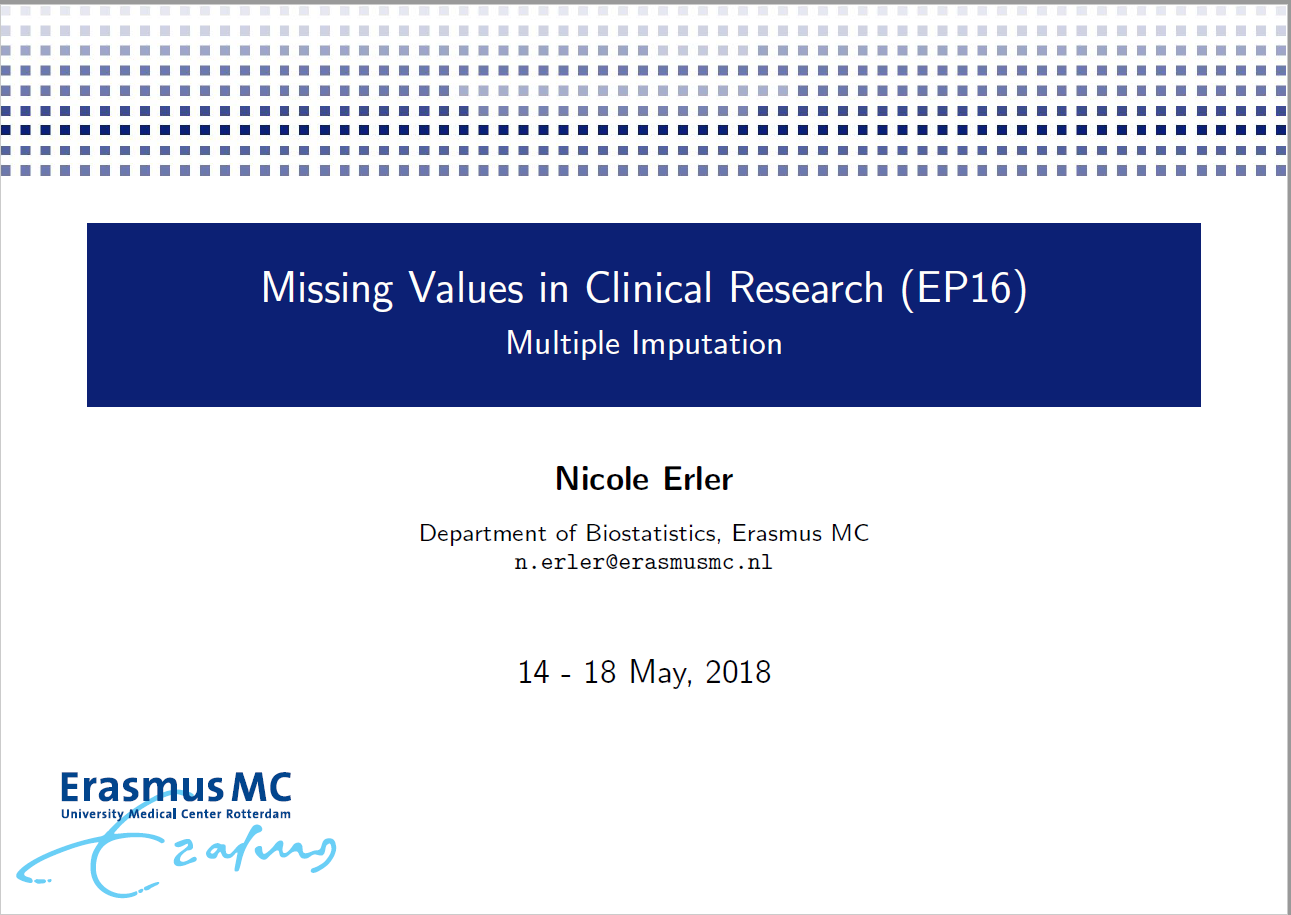 Missing Values in Clinical Research (EP16)
Multiple Imputation
Nicole Erler
Department of Biostatistics, Erasmus MC
n.erler@erasmusmc.nl
14 - 18 May, 2018
Erasmus MC
University Medical Center Rotterdam
Erasmus